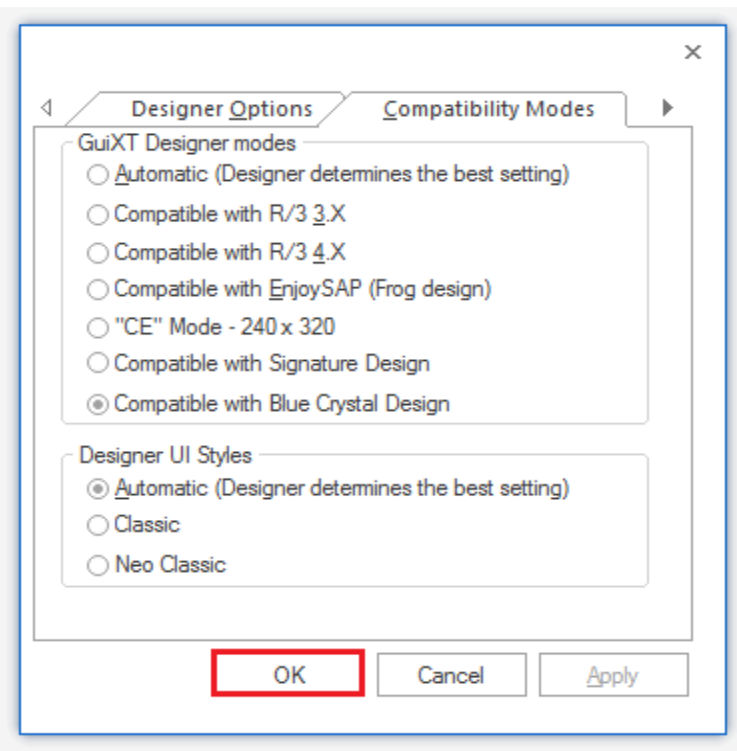 Designer Options Compatibility Modes
GuiXT Designer modes
Automatic (Designer determines the best setting)
Compatible with R/3 3.X
Compatible with R/3 4.X
Compatible with EnjoySAP (Frog design)
"CE" Mode - 240 x 320
Compatible with Signature Design
Compatible with Blue Crystal Design
Designer UI Styles
Automatic (Designer determines the best setting)
Classic
Neo Classic
OK Cancel Apply